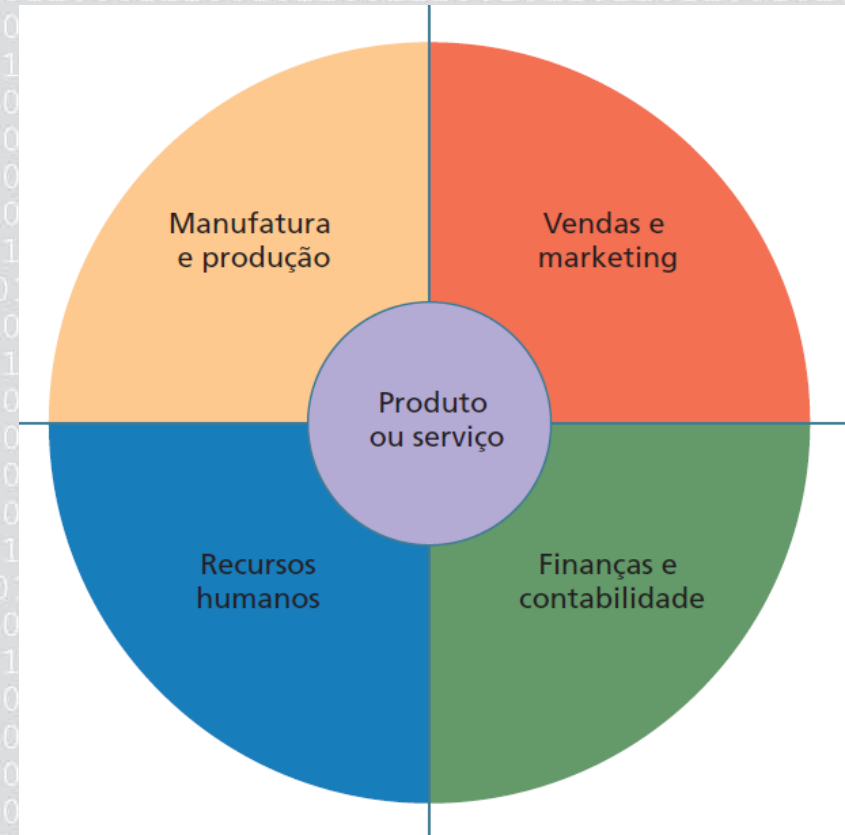 Manufatura
e produção
Vendas e
marketing
Produto
ou serviço
Recursos
humanos
Finanças e
contabilidade